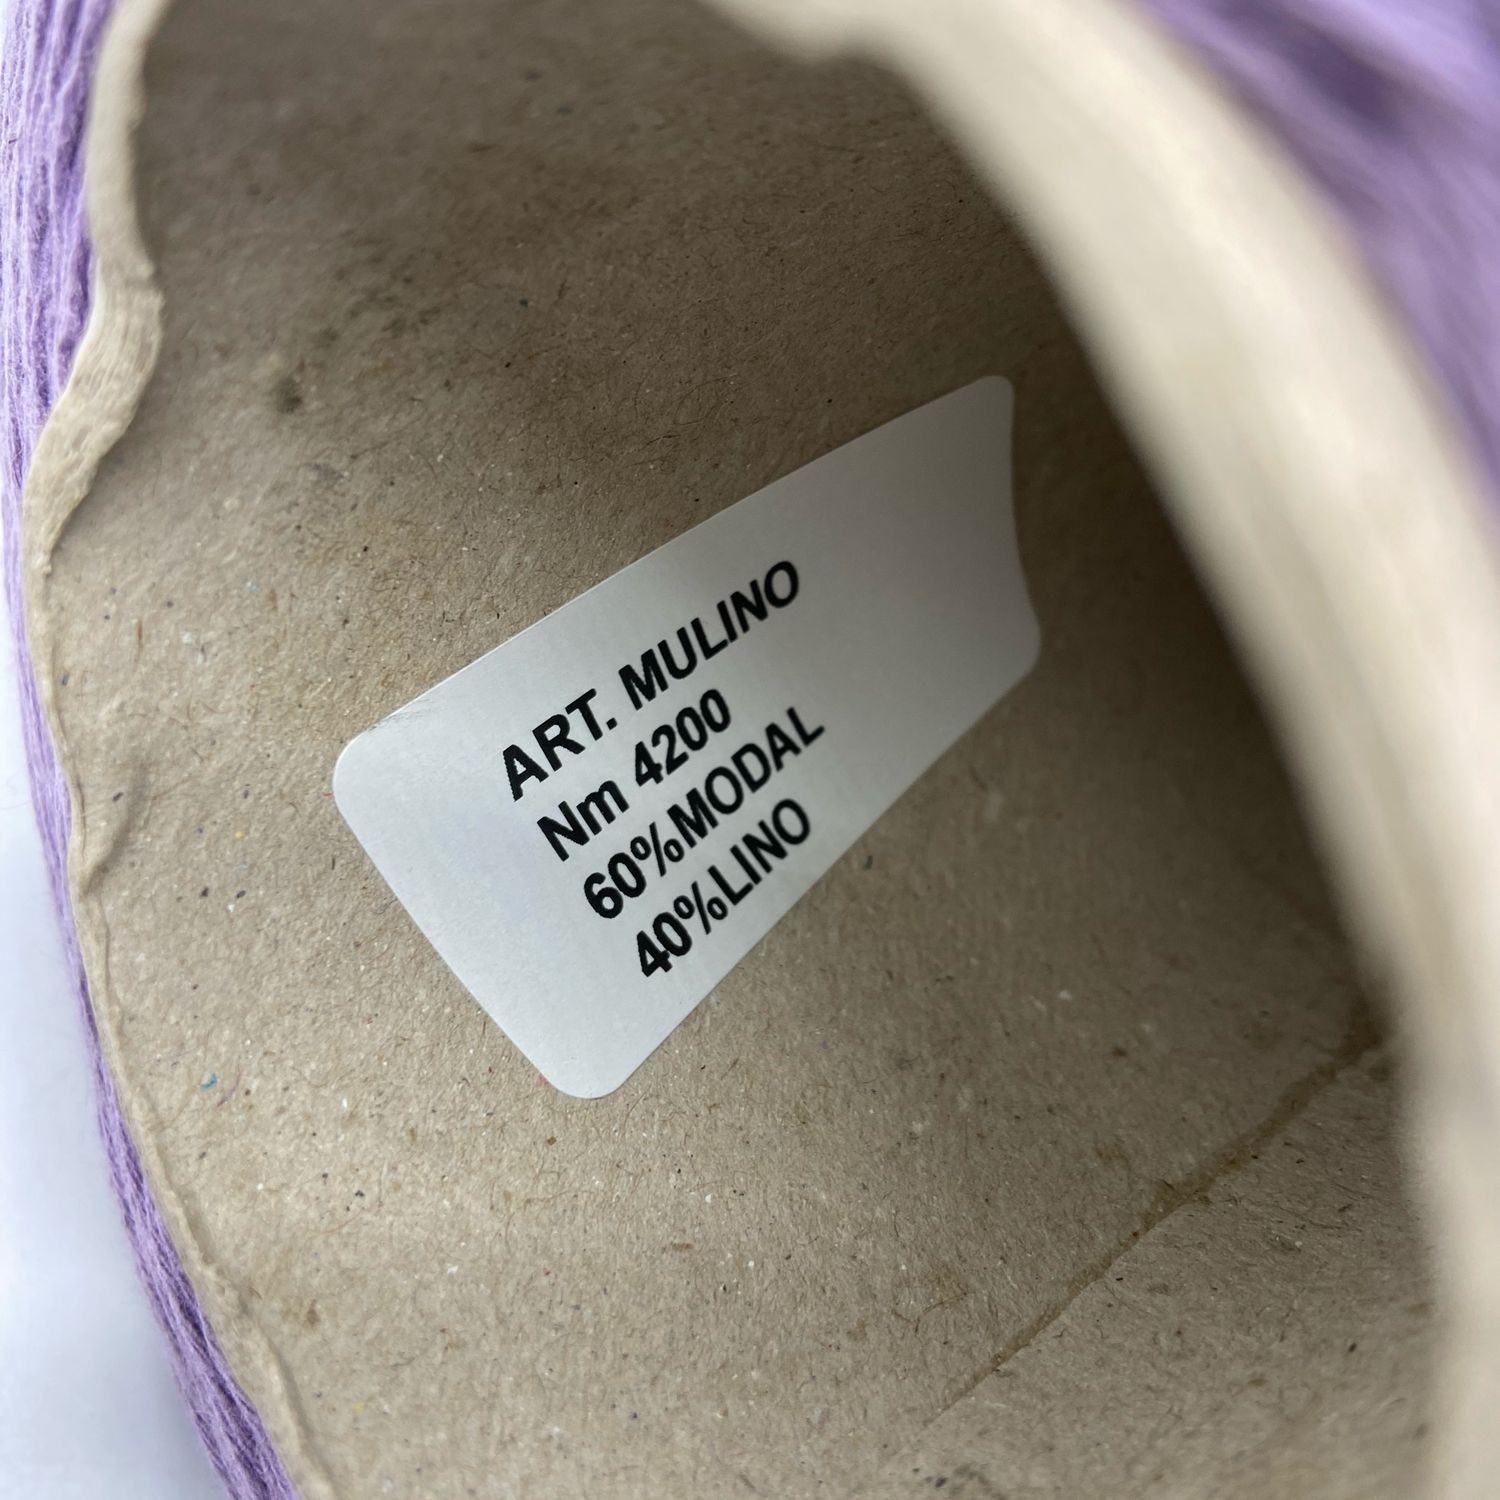 ART. MULINO
Nm 4200
60%MODAL
40%LINO